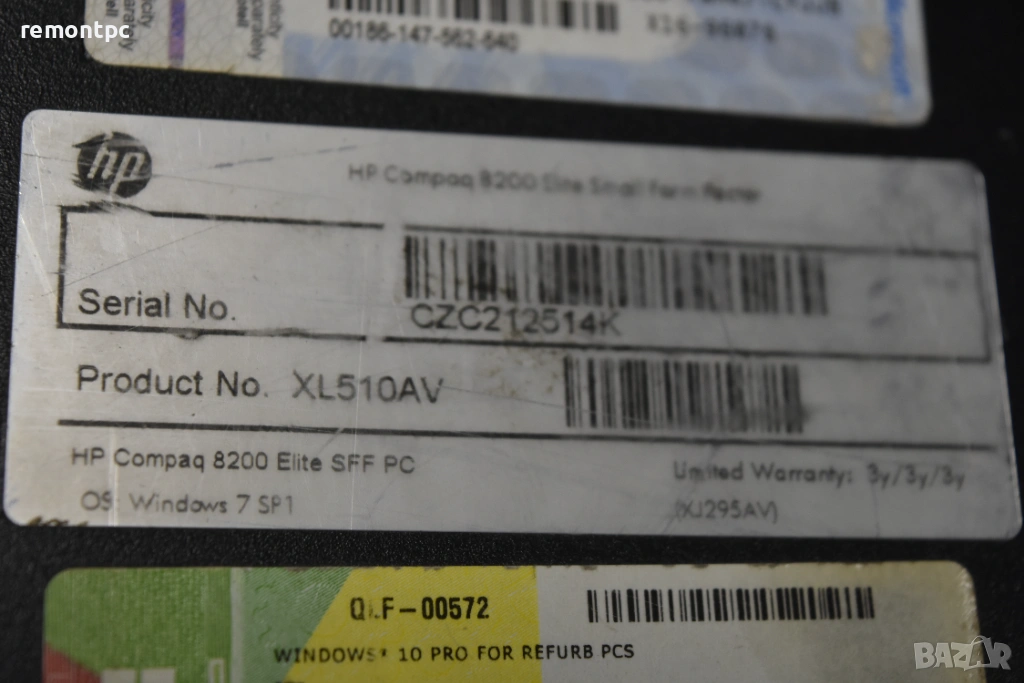 remontpc
00186-147-562-640
X16-96076
hp
HP Compaq 8200 Elite Small Form Factor
Serial No.
CZC212514K
Product No. XL510AV
HP Compaq 8200 Elite SFF PC
Limited Warranty: 3y/3y/3y
OS: Windows 7 SP1
(XJ295AV)
QLF-00572
WINDOWS* 10 PRO FOR REFURB PCS
BAZAR